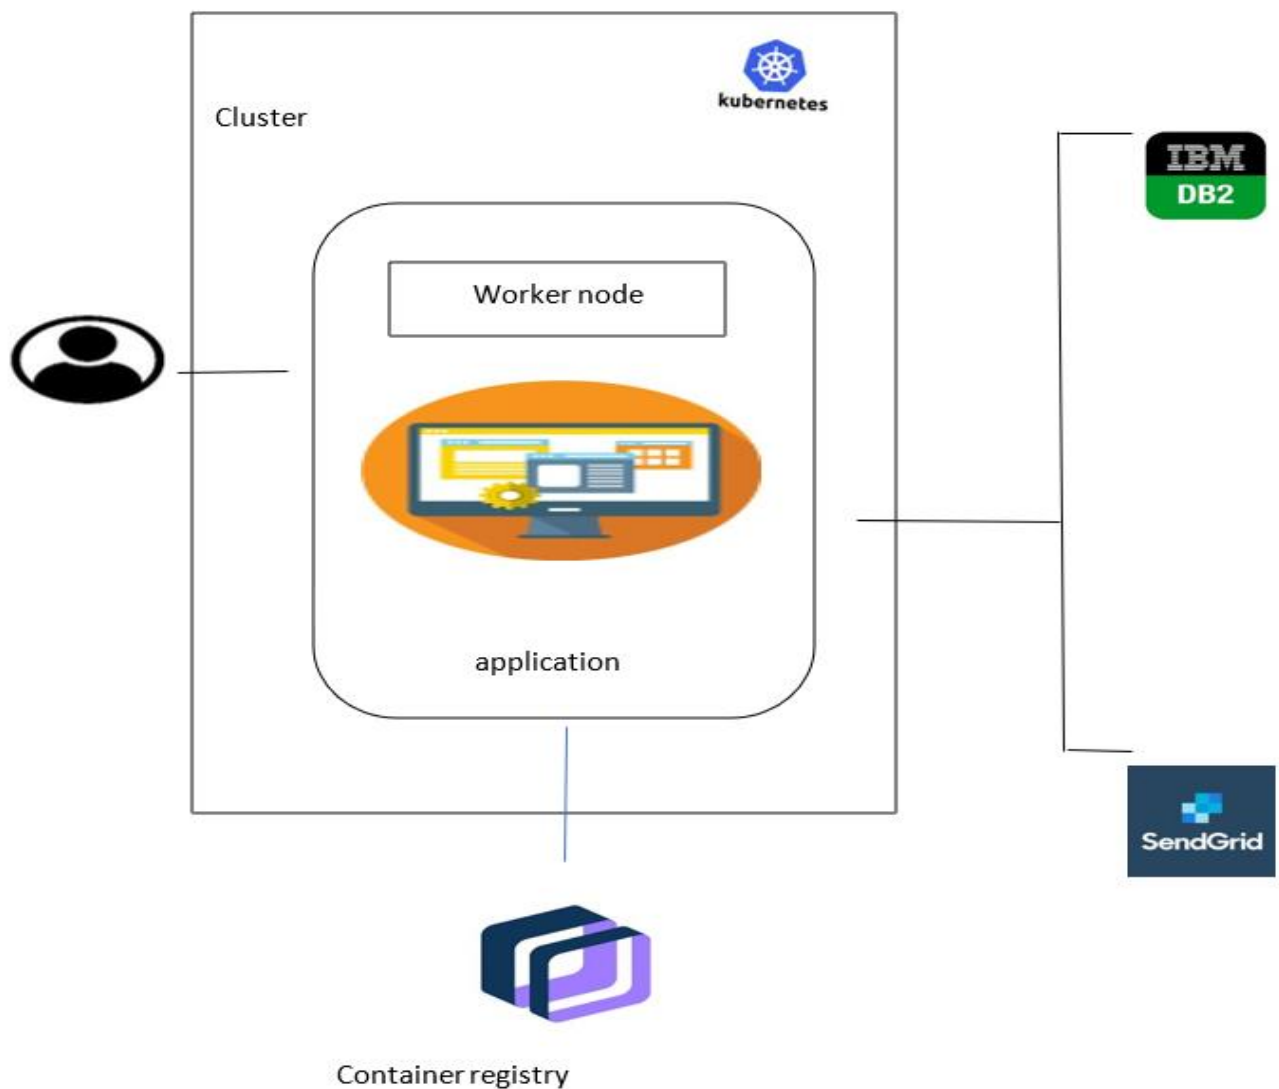 kubernetes
Cluster
IBM
DB2
Worker node
application
SendGrid
Container registry